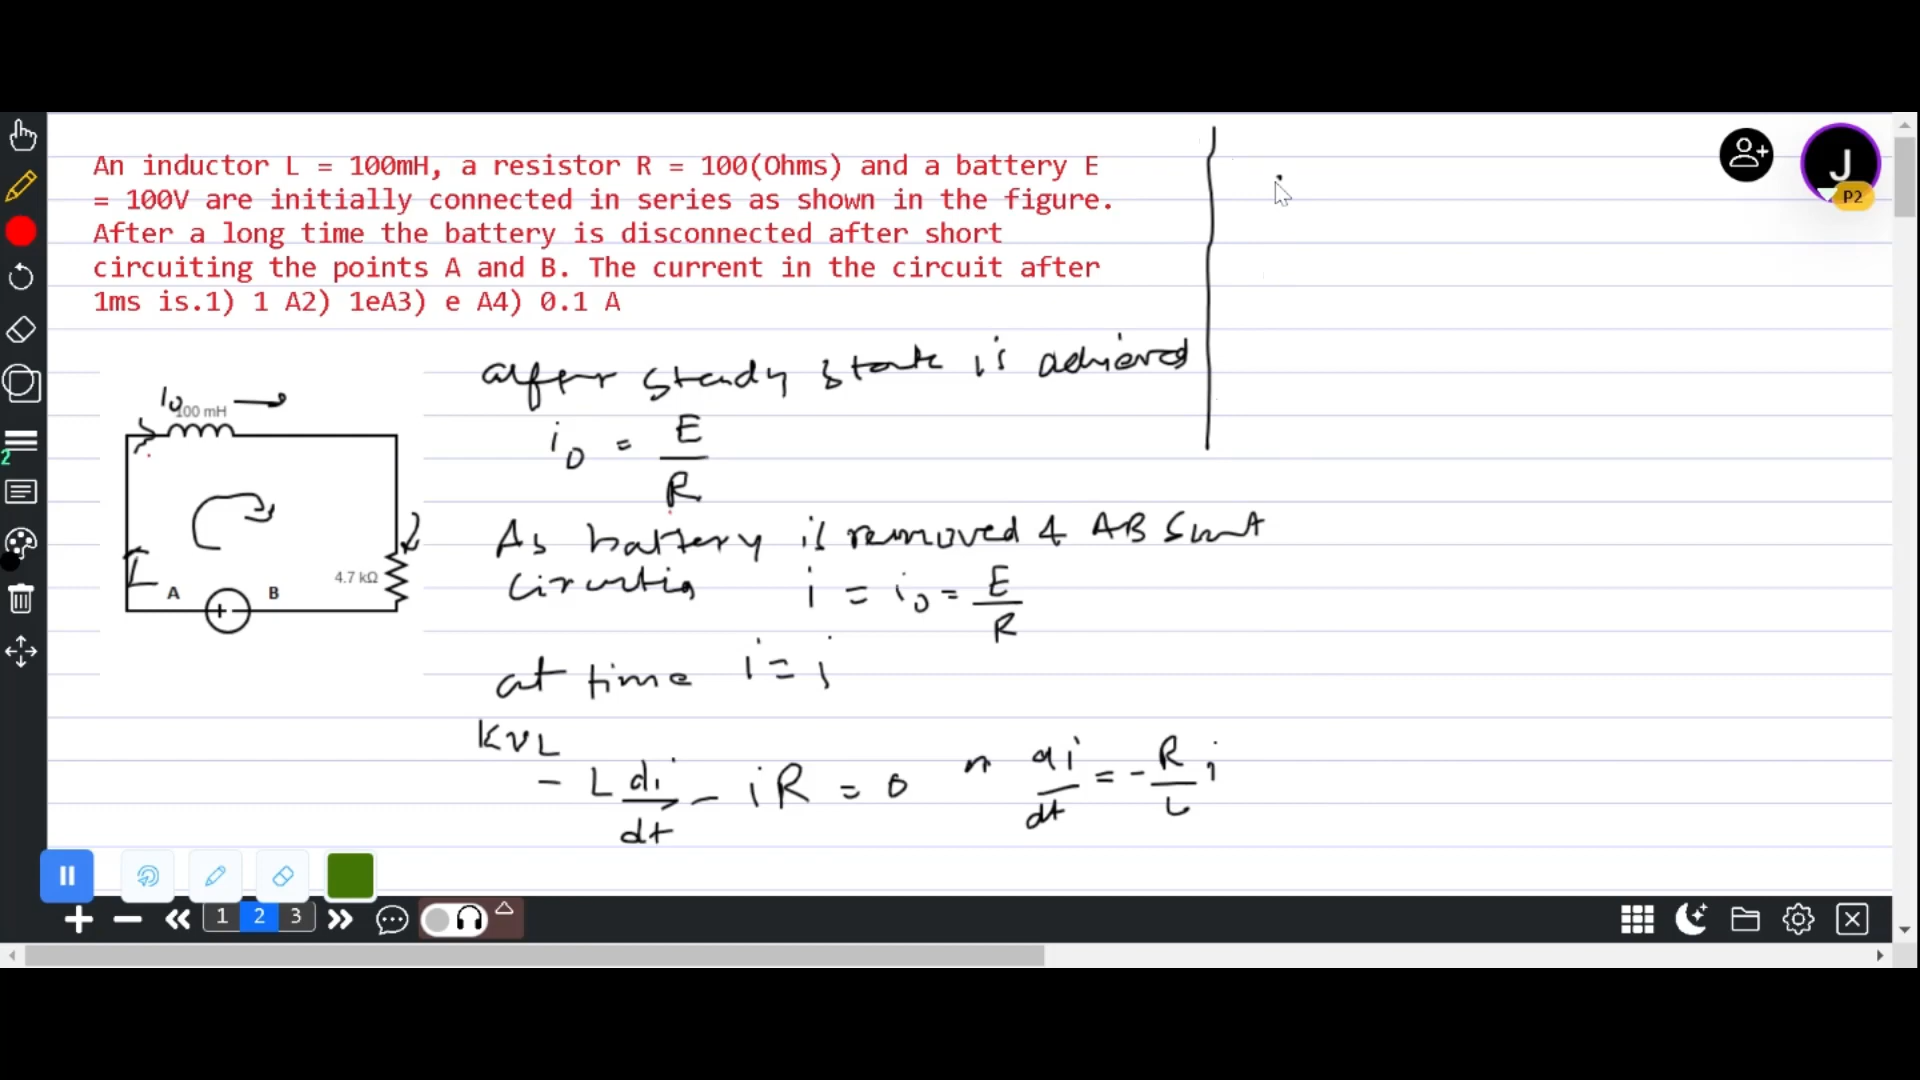 An inductor L = 100mH, a resistor R = 100(Ohms) and a battery E
= 100V are initially connected in series as shown in the figure.
After a long time the battery is disconnected after short
circuiting the points A and B. The current in the circuit after
1ms is.1) 1 A2) 1eA3) e A4) 0.1 A
after steady state is achieved
i0 = E/R
As battery is removed & AB
i = i0 = E/R
at time i = i
KVL
- L di/dt - iR = 0 or di/dt = - R/L i
I0
100 mH
4.7 kΩ
A
B
+
J
P2
2
1 2 3